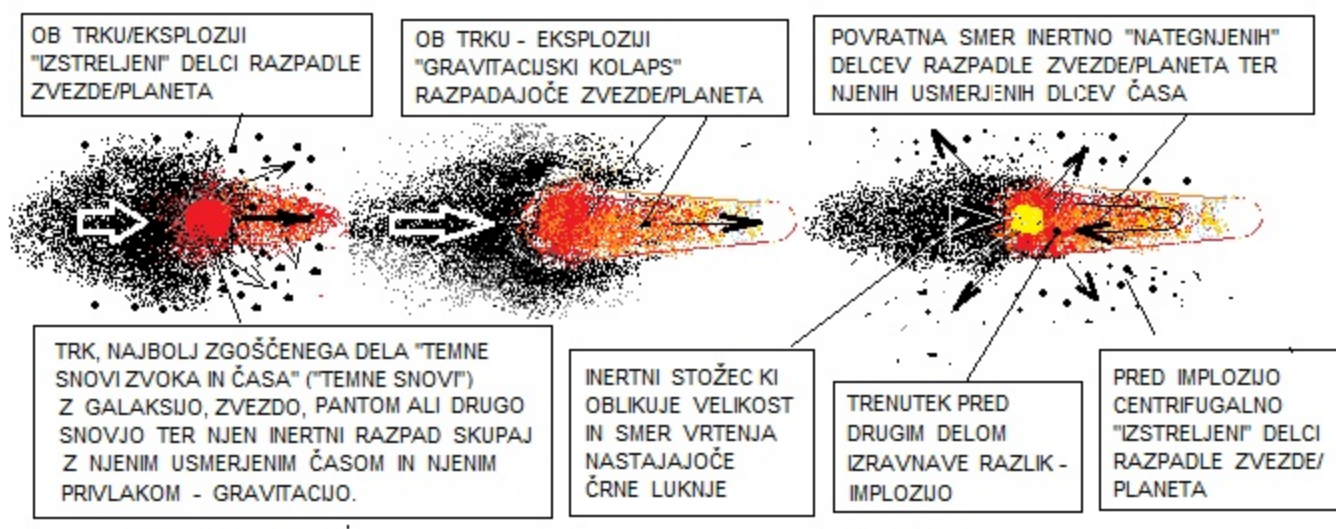 OB TRKU/EKSPLOZIJI
"IZSTRELJENI" DELCI RAZPADLE
ZVEZDE/PLANETA
OB TRKU - EKSPLOZIJI
"GRAVITACIJSKI KOLAPS"
RAZPADAJOČE ZVEZDE/PLANETA
POVRATNA SMER INERTNO "NATEGNJENIH"
DELCEV RAZPADLE ZVEZDE/PLANETA TER
NJENIH USMERJENIH DLCEV ČASA
TRK, NAJBOLJ ZGOŠČENEGA DELA "TEMNE
SNOVI ZVOKA IN ČASA" ("TEMNE SNOVI")
Z GALAKSIJO, ZVEZDO, PANTOM ALI DRUGO
SNOVJO TER NJEN INERTNI RAZPAD SKUPAJ
Z NJENIM USMERJENIM ČASOM IN NJENIM
PRIVLAKOM - GRAVITACIJO.
INERTNI STOŽEC KI
OBLIKUJE VELIKOST
IN SMER VRTENJA
NASTAJAJOČE
ČRNE LUKNJE
TRENUTEK PRED
DRUGIM DELOM
IZRAVNAVE RAZLIK -
IMPLOZIJO
PRED IMPLOZIJO
CENTRIFUGALNO
"IZSTRELJENI" DELCI
RAZPADLE ZVEZDE/
PLANETA